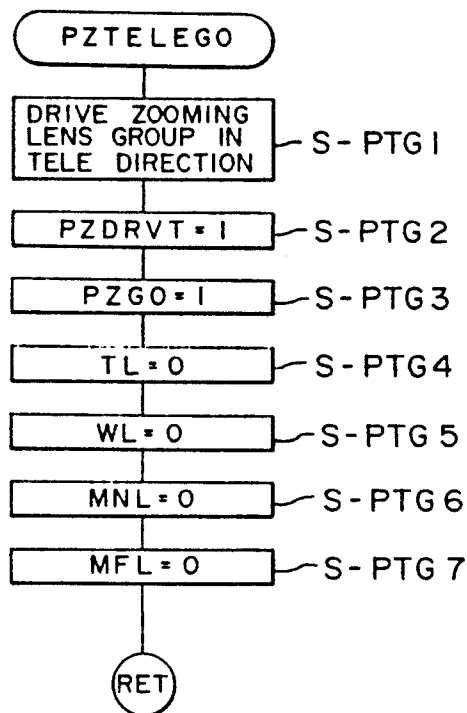 PZTELEGO
DRIVE ZOOMING
LENS GROUP IN
TELE DIRECTION
S-PTG1
PZDRVT=1
S-PTG2
PZGO=1
S-PTG3
TL=0
S-PTG4
WL=0
S-PTG5
MNL=0
S-PTG6
MFL=0
S-PTG7
RET